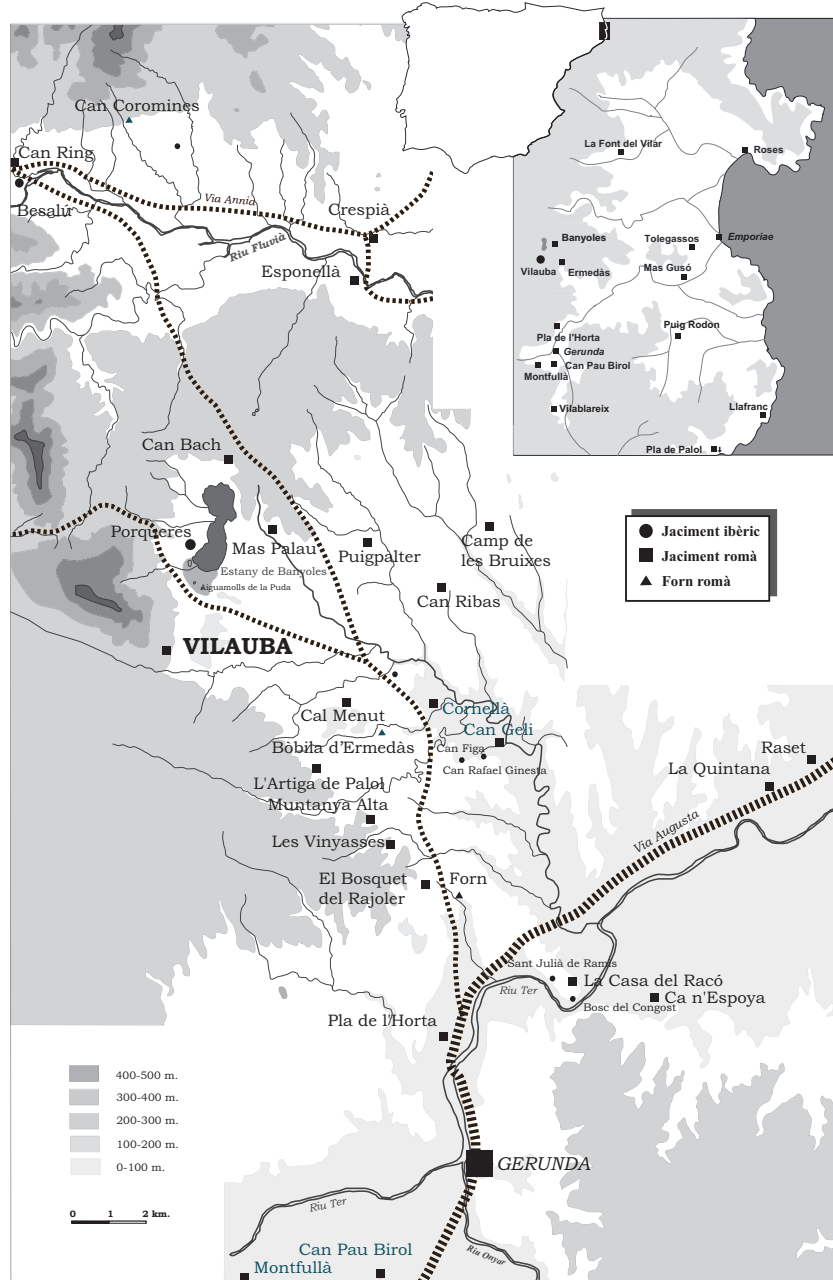 Can Coromines
Can Ring
Besalú
Via Annia
Riu Fluvià
Crespià
Esponellà
La Font del Vilar
Roses
Banyoles
Tolegassos
Emporiae
Vilauba
Ermedàs
Mas Gusó
Pla de l'Horta
Puig Rodon
Gerunda
Can Pau Birol
Montfullà
Vilablareix
Llafranc
Pla de Palol
Can Bach
Porqueres
Mas Palau
Puigpalter
Camp de
les Bruixes
Estany de Banyoles
Aiguamolls de la Puda
Can Ribas
Jaciment ibèric
Jaciment romà
Forn romà
VILAUBA
Cal Menut
Cornellà
Can Geli
Bòbila d'Ermedàs
Can Figa
Can Rafael Ginesta
L'Artiga de Palol
Muntanya Alta
Les Vinyasses
El Bosquet
del Rajoler
Forn
Raset
La Quintana
Via Augusta
Sant Julià de Ramis
La Casa del Racó
Riu Ter
Ca n'Espoya
Bosc del Congost
Pla de l'Horta
400-500 m.
300-400 m.
200-300 m.
100-200 m.
0-100 m.
0 1 2 km.
GERUNDA
Riu Ter
Riu Onyar
Can Pau Birol
Montfullà